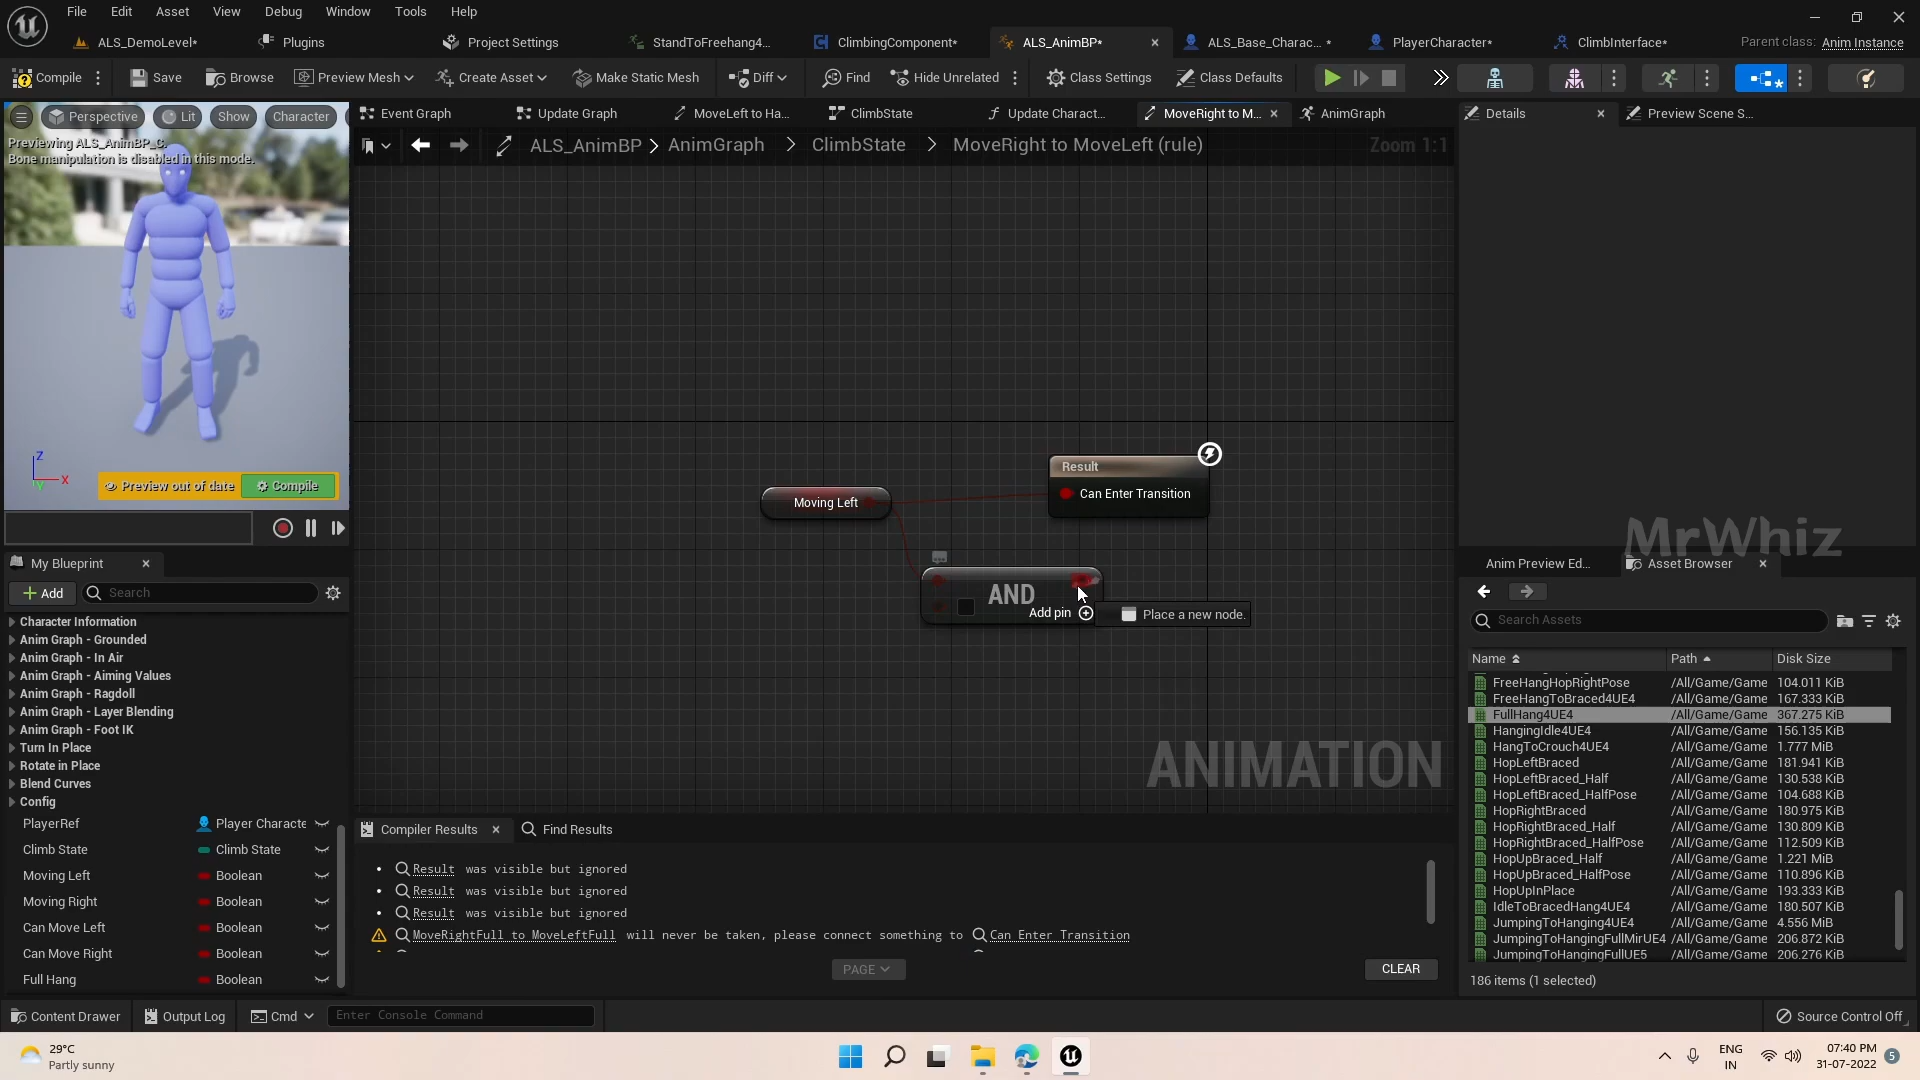 File Edit Asset View Debug Window Tools Help
ALS_DemoLevel* Plugins Project Settings StandToFreehang4... ClimbingComponent* ALS_AnimBP* ALS_Base_Charac... * PlayerCharacter* ClimbInterface* Parent class: Anim Instance
Compile Save Browse Preview Mesh Create Asset Make Static Mesh Diff Find Hide Unrelated Class Settings Class Defaults
Perspective Lit Show Character
Event Graph Update Graph MoveLeft to Ha... ClimbState Update Charact... MoveRight to M... AnimGraph Details Preview Scene S...
Previewing ALS_AnimBP_C.
Bone manipulation is disabled in this mode.
ALS_AnimBP > AnimGraph > ClimbState > MoveRight to MoveLeft (rule) Zoom 1:1
Z
X
Y
Preview out of date Compile
Result
Can Enter Transition
Moving Left
AND
Add pin
Place a new node.
ANIMATION
MrWhiz
My Blueprint
Add Search
Character Information
Anim Graph - Grounded
Anim Graph - In Air
Anim Graph - Aiming Values
Anim Graph - Ragdoll
Anim Graph - Layer Blending
Anim Graph - Foot IK
Turn In Place
Rotate in Place
Blend Curves
Config
PlayerRef Player Characte
Climb State Climb State
Moving Left Boolean
Moving Right Boolean
Can Move Left Boolean
Can Move Right Boolean
Full Hang Boolean
Compiler Results Find Results
• Result was visible but ignored
• Result was visible but ignored
• Result was visible but ignored
MoveRightFull to MoveLeftFull will never be taken, please connect something to Can Enter Transition
PAGE CLEAR
Anim Preview Ed... Asset Browser
Search Assets
Name Path Disk Size
FreeHangHopRightPose /All/Game/Game 104.011 KiB
FreeHangToBraced4UE4 /All/Game/Game 167.333 KiB
FullHang4UE4 /All/Game/Game 367.275 KiB
HangingIdle4UE4 /All/Game/Game 156.135 KiB
HangToCrouch4UE4 /All/Game/Game 1.777 MiB
HopLeftBraced /All/Game/Game 181.941 KiB
HopLeftBraced_Half /All/Game/Game 130.538 KiB
HopLeftBraced_HalfPose /All/Game/Game 104.688 KiB
HopRightBraced /All/Game/Game 180.975 KiB
HopRightBraced_Half /All/Game/Game 130.809 KiB
HopRightBraced_HalfPose /All/Game/Game 112.509 KiB
HopUpBraced_Half /All/Game/Game 1.221 MiB
HopUpBraced_HalfPose /All/Game/Game 110.896 KiB
HopUpInPlace /All/Game/Game 193.333 KiB
IdleToBracedHang4UE4 /All/Game/Game 180.507 KiB
JumpingToHanging4UE4 /All/Game/Game 4.556 MiB
JumpingToHangingFullMirUE4 /All/Game/Game 206.872 KiB
JumpingToHangingFullUE5 /All/Game/Game 206.276 KiB
186 items (1 selected)
Content Drawer Output Log Cmd Enter Console Command Source Control Off
29°C
Partly sunny
ENG
IN
07:40 PM
31-07-2022
5